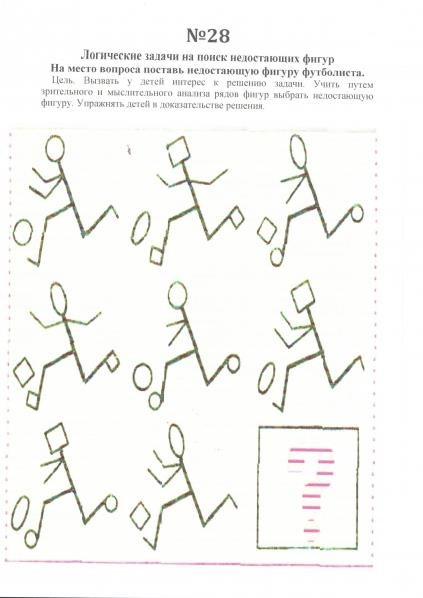 №28
Логические задачи на поиск недостающих фигур
На место вопроса поставь недостающую фигуру футболиста.
Цель. Вызвать у детей интерес к решению задачи. Учить путем
зрительного и мыслительного анализа рядов фигур выбрать недостающую
фигуру. Упражнять детей в доказательстве решения.
?